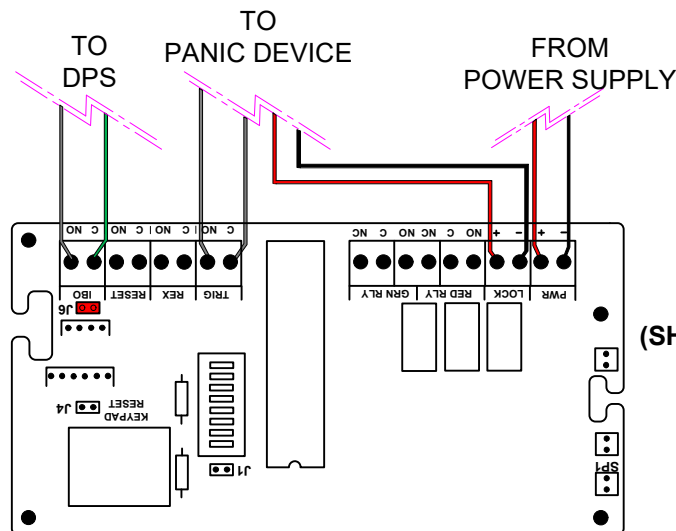 TO
DPS
TO
PANIC DEVICE
FROM
POWER SUPPLY
NO C NO C NO C NO C
NC C NO NC C NO + − + −
IBO RESET REX TRIG
GRN RLY RED RLY LOCK PWR
J6
(SH
J4
KEYPAD
RESET
J1
SP1